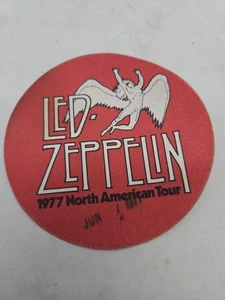 LED-
ZEPPELIN
1977 North American Tour
JUN